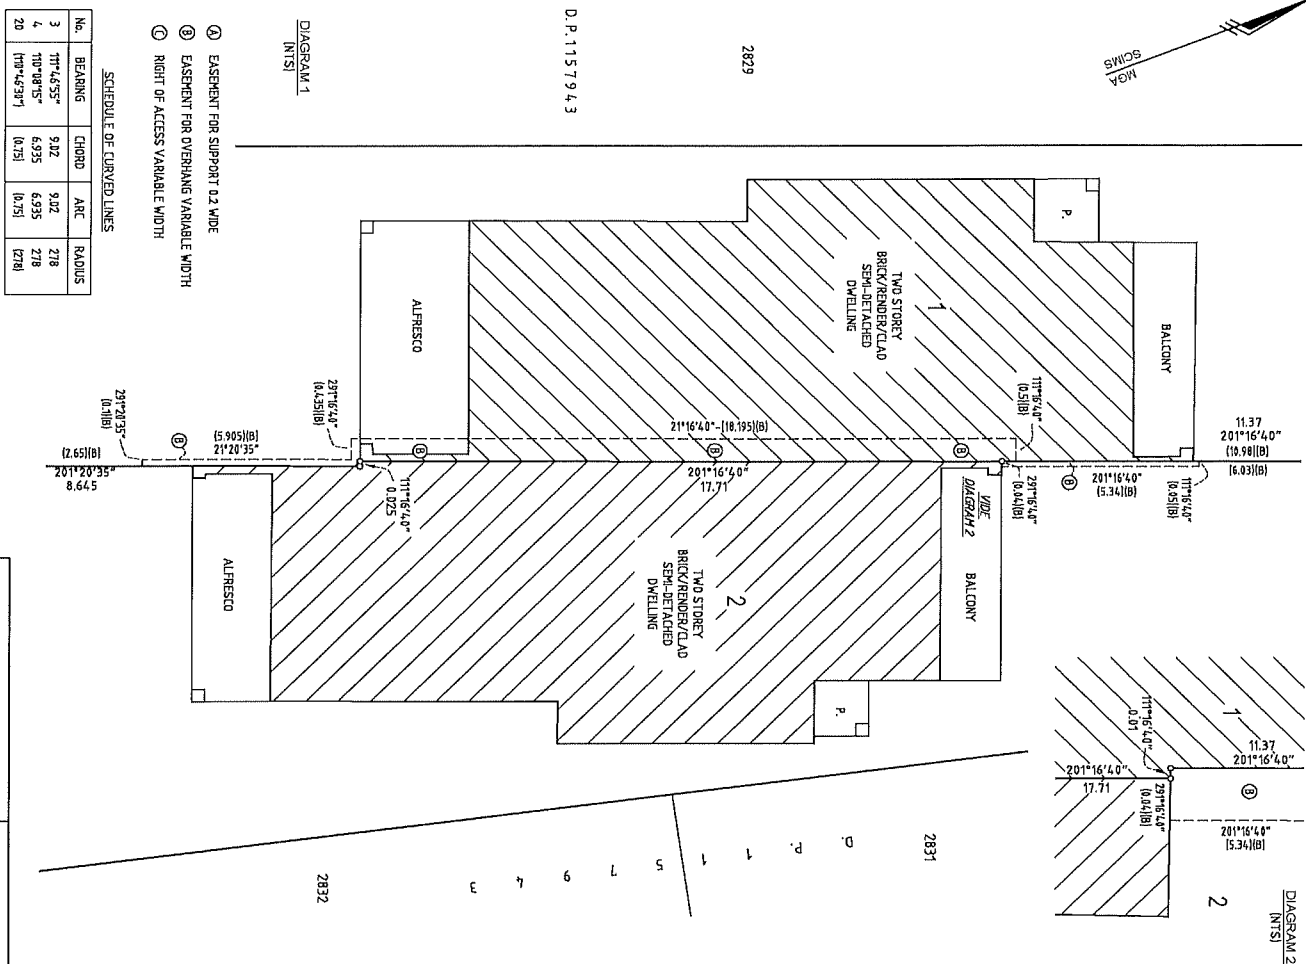 MGA
SCIMS
2829
D.P. 1157943
DIAGRAM 1
(NTS)
Ⓐ EASEMENT FOR SUPPORT 0.2 WIDE
Ⓑ EASEMENT FOR OVERHANG VARIABLE WIDTH
Ⓒ RIGHT OF ACCESS VARIABLE WIDTH
SCHEDULE OF CURVED LINES
No. BEARING CHORD ARC RADIUS
3 111°46'55" 9.02 9.02 278
4 110°08'15" 6.935 6.935 278
20 (110°46'30") (0.75) (0.75) (278)
P.
BALCONY
1
TWO STOREY
BRICK/RENDER/CLAD
SEMI-DETACHED
DWELLING
ALFRESCO
11.37
201°16'40"
(10.98)(B)
(6.03)(B)
111°16'40"
(0.5)(B)
21°16'40"-(18.195)(B)
291°16'40"
(0.435)(B)
291°20'35"
(0.1)(B)
Ⓑ
(5.905)(B)
21°20'35"
(2.65)(B)
201°20'35"
8.645
Ⓑ
Ⓑ
Ⓑ
201°16'40"
17.71
111°16'40"
0.025
291°16'40"
(0.04)(B)
Ⓑ
201°16'40"
(5.34)(B)
111°16'40"
(0.05)(B)
VIDE
DIAGRAM 2
BALCONY
2
TWO STOREY
BRICK/RENDER/CLAD
SEMI-DETACHED
DWELLING
ALFRESCO
P.
2831
D. P. 1157943
2832
1
111°16'40"
0.01
11.37
201°16'40"
201°16'40"
17.71
291°16'40"
(0.04)(B)
Ⓑ
201°16'40"
(5.34)(B)
2
DIAGRAM 2
(NTS)